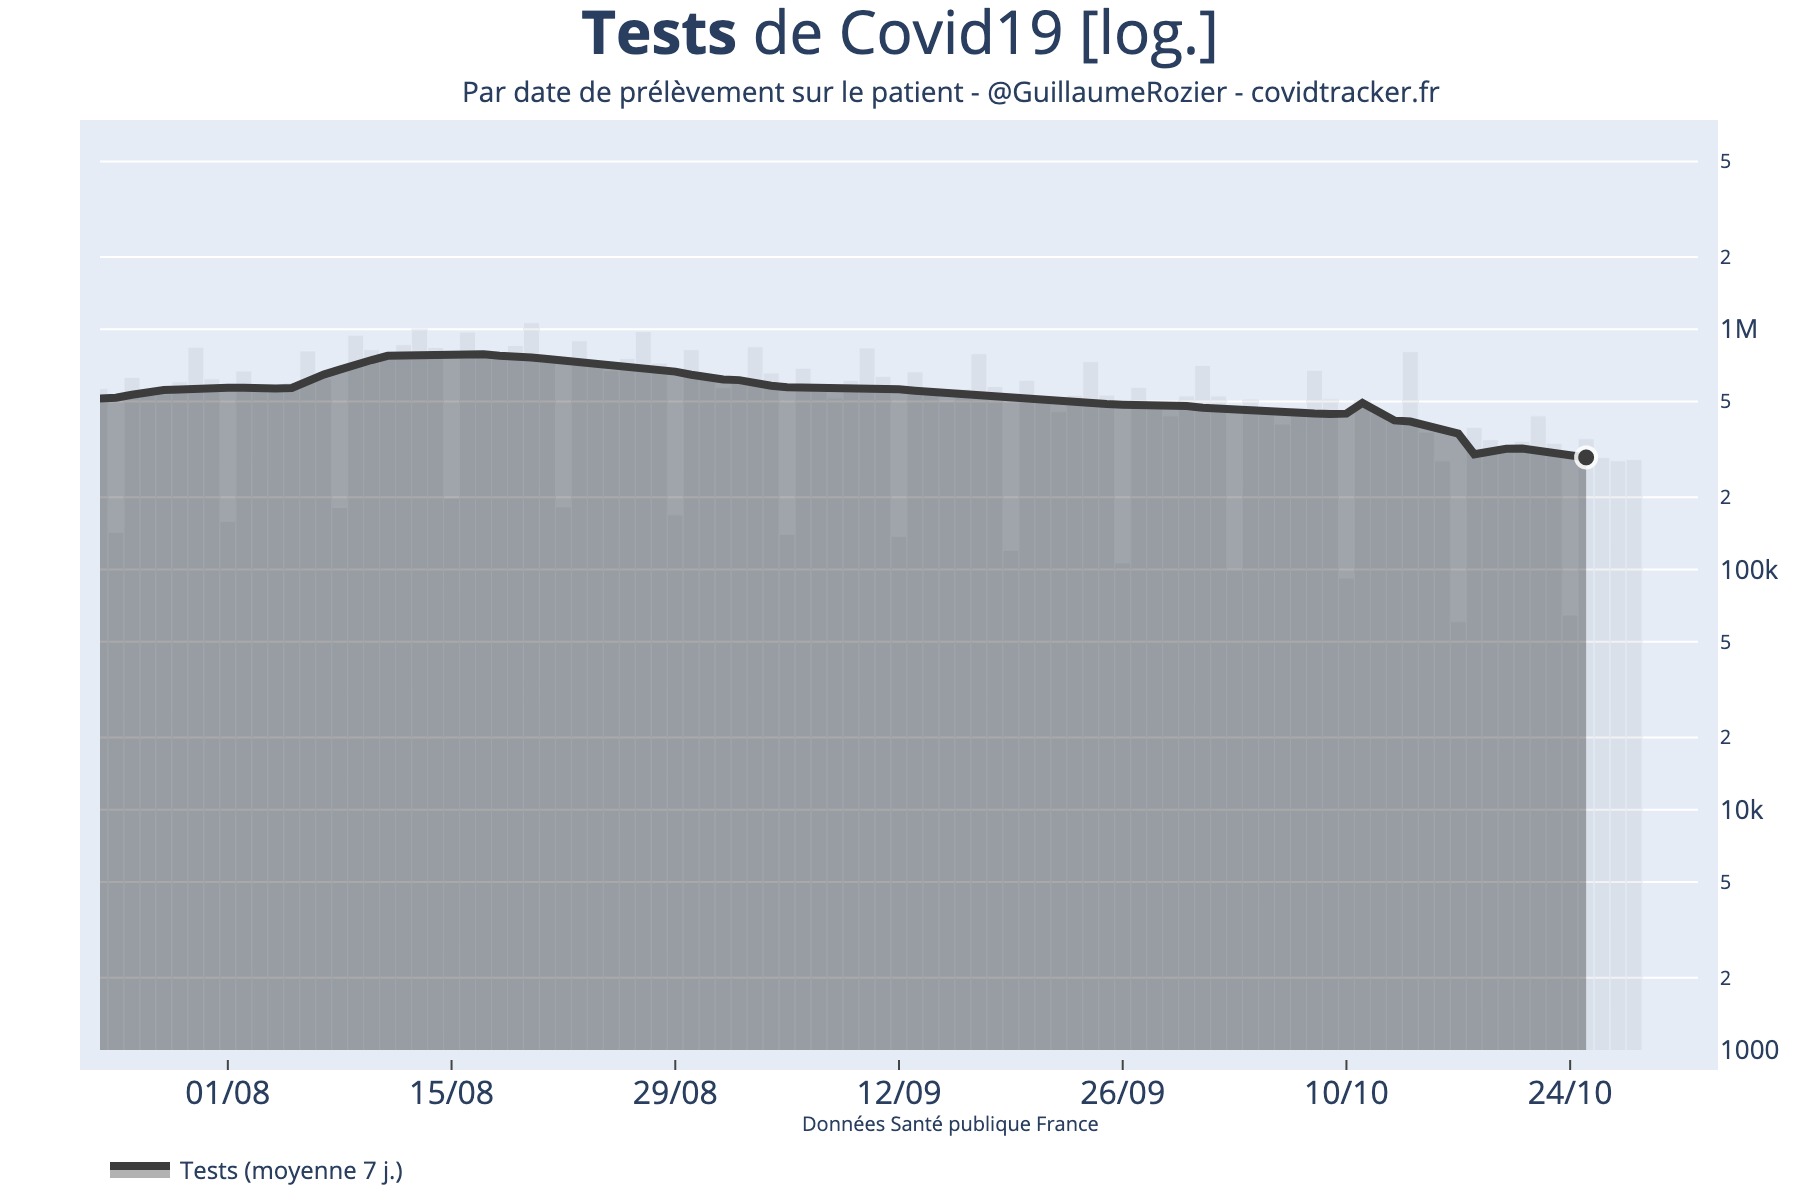 Tests de Covid19 [log.]
Par date de prélèvement sur le patient - @GuillaumeRozier - covidtracker.fr
5
2
1M
5
2
100k
5
2
10k
5
2
1000
01/08 15/08 29/08 12/09 26/09 10/10 24/10
Données Santé publique France
Tests (moyenne 7 j.)